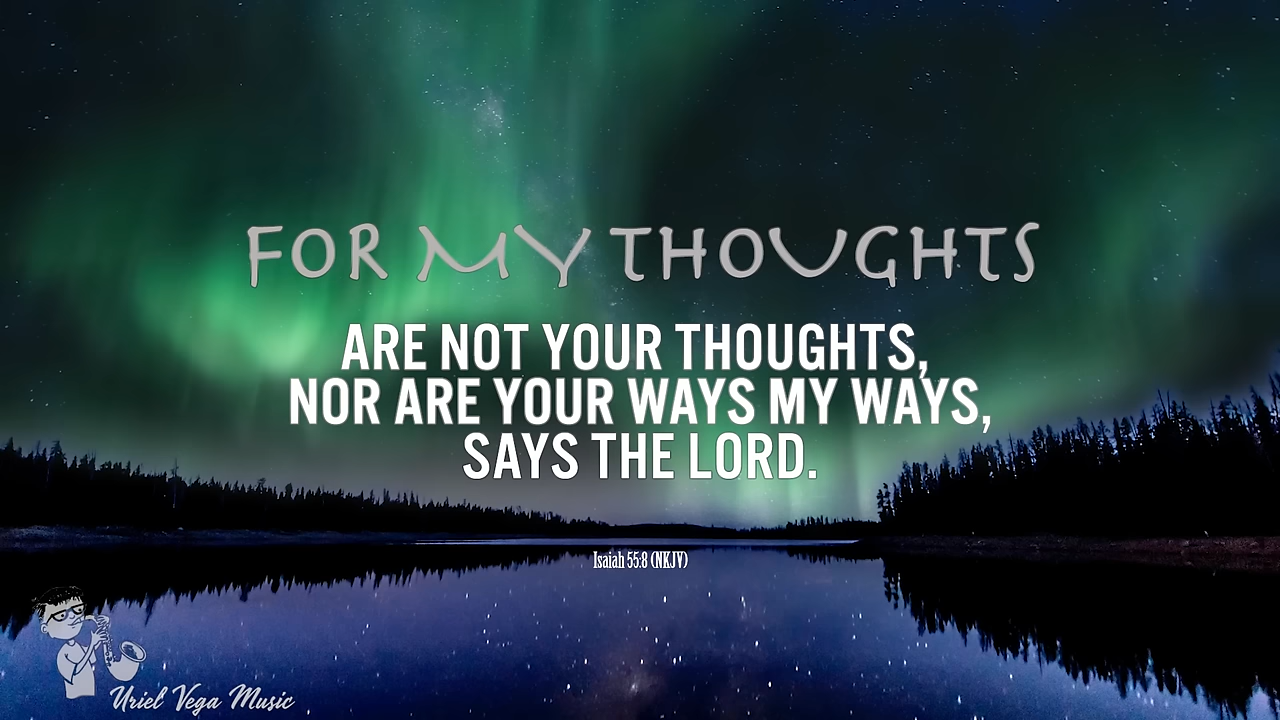 FOR MY THOUGHTS
ARE NOT YOUR THOUGHTS,
NOR ARE YOUR WAYS MY WAYS,
SAYS THE LORD.
Isaiah 55:8 (NKJV)
Uriel Vega Music